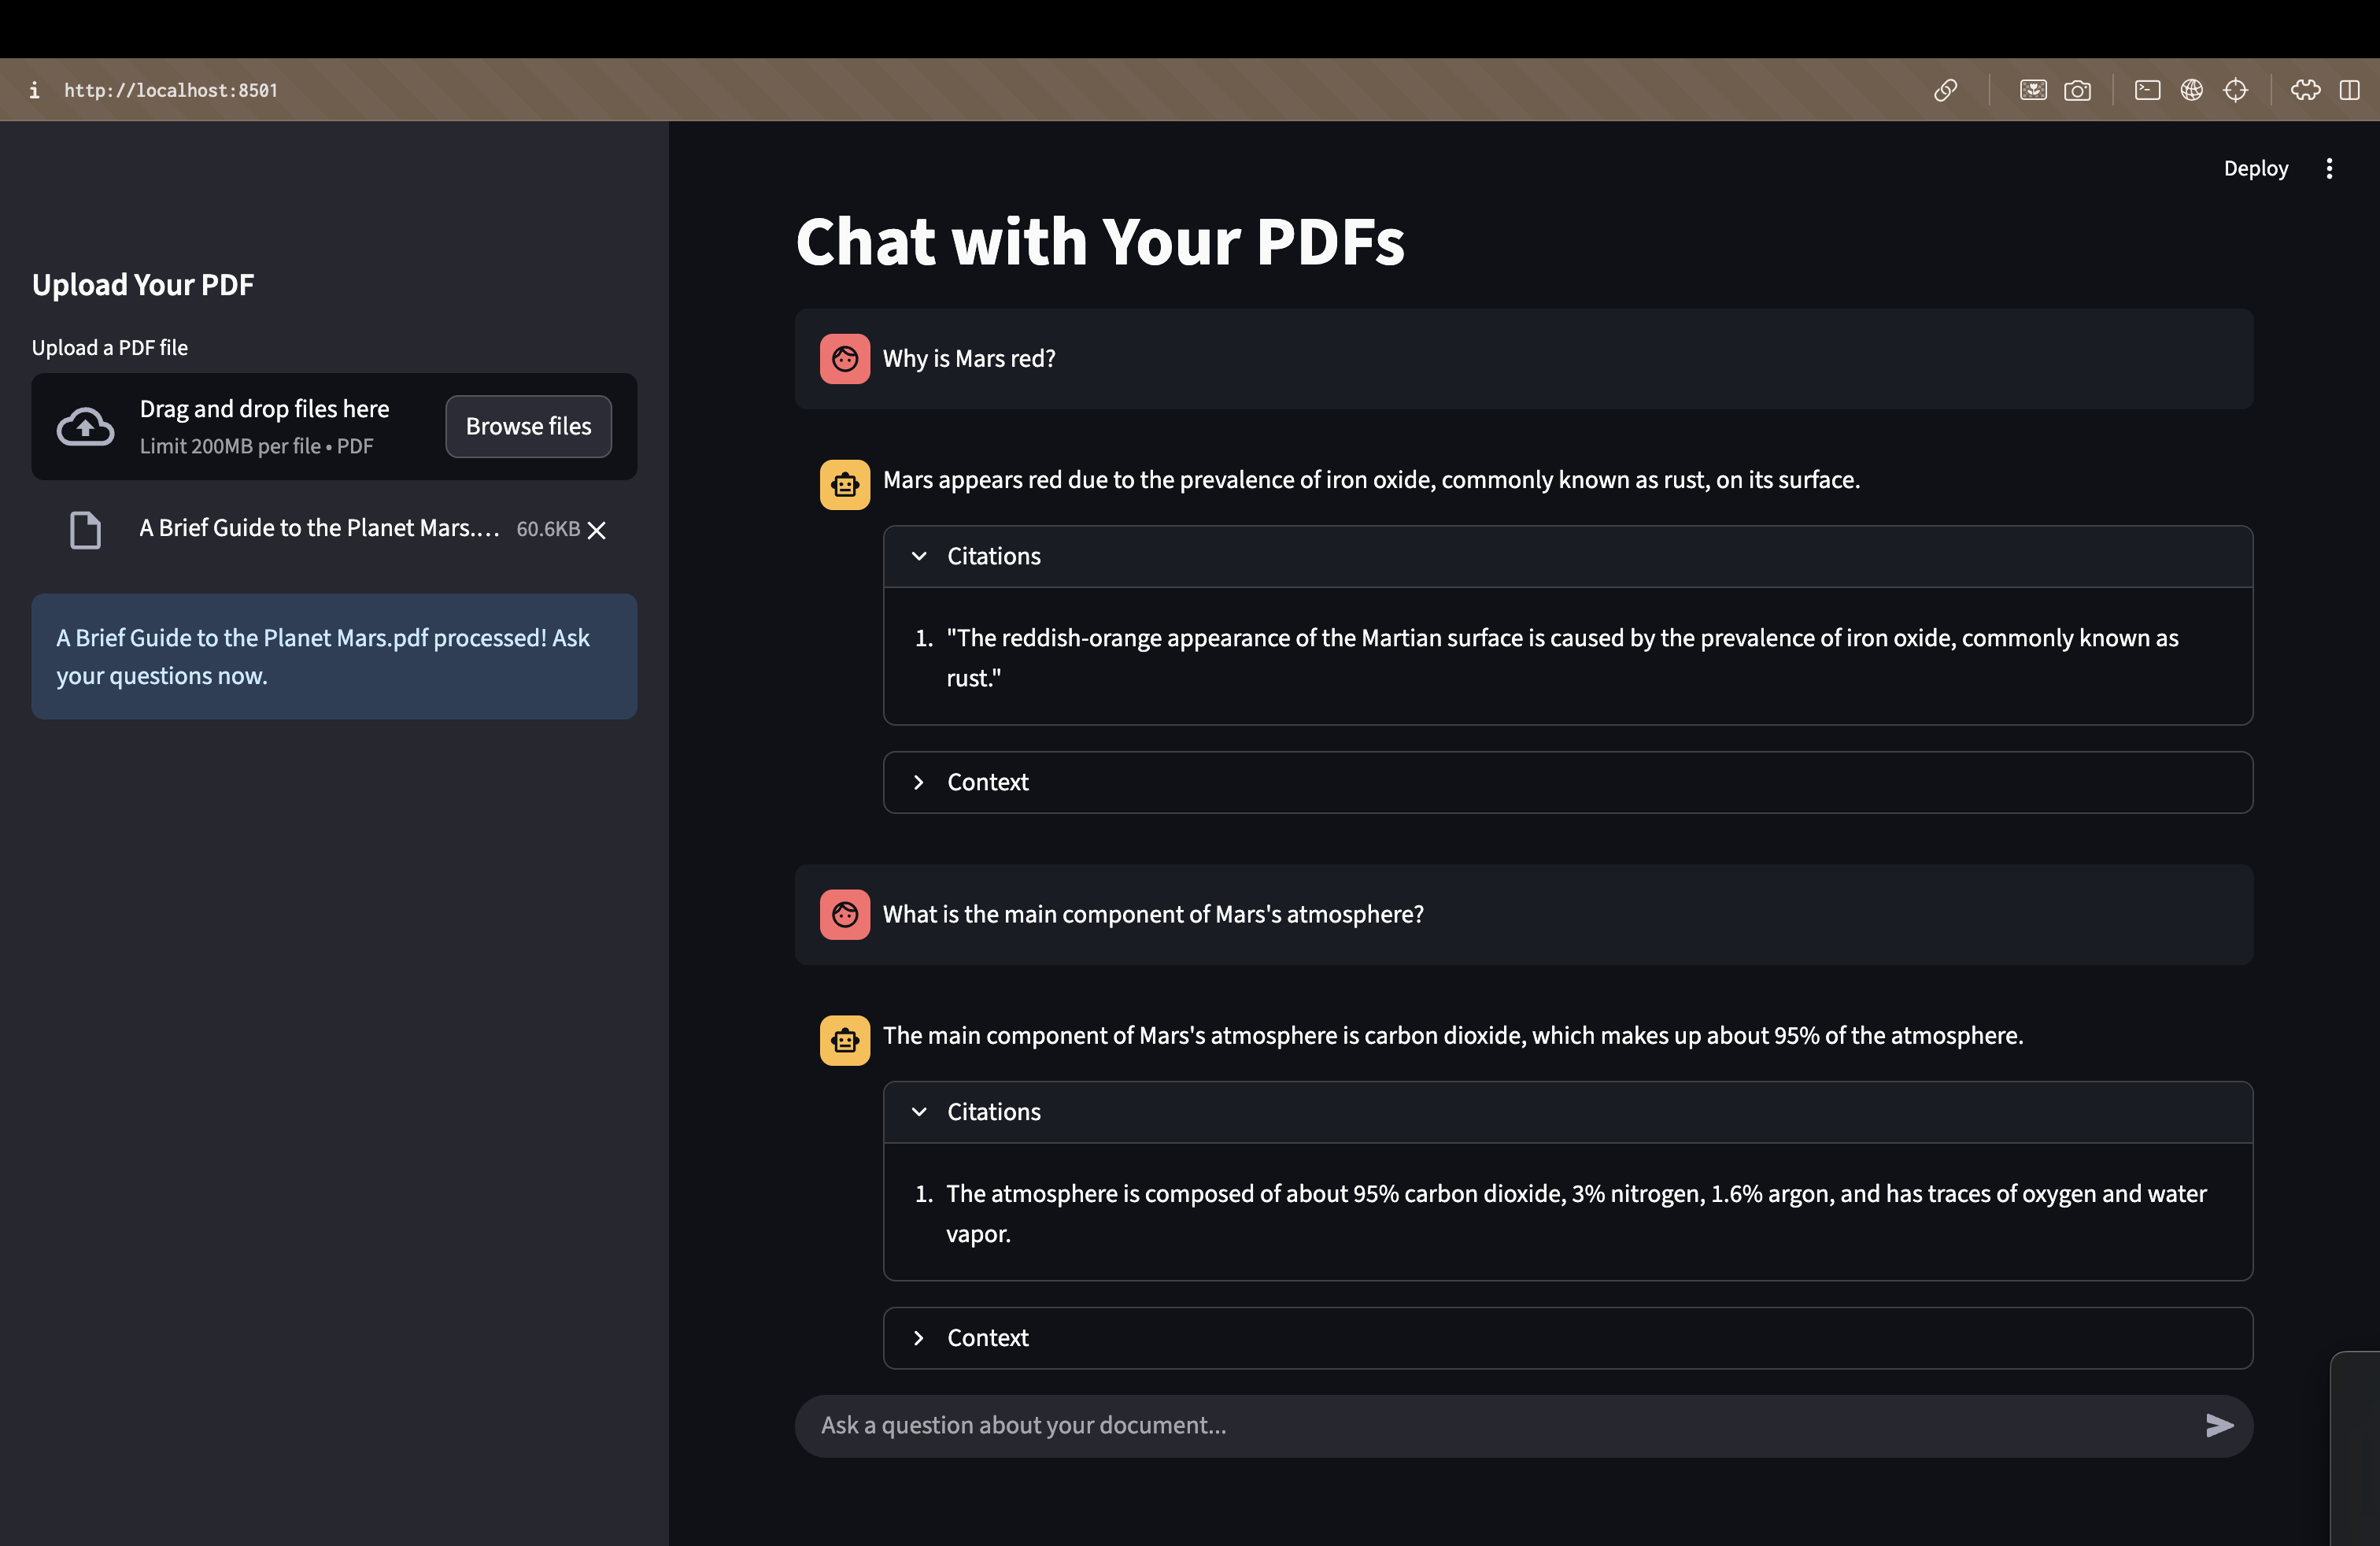 i http://localhost:8501
Deploy
Upload Your PDF
Upload a PDF file
Drag and drop files here
Limit 200MB per file • PDF
Browse files
A Brief Guide to the Planet Mars.… 60.6KB
A Brief Guide to the Planet Mars.pdf processed! Ask
your questions now.
Chat with Your PDFs
Why is Mars red?
Mars appears red due to the prevalence of iron oxide, commonly known as rust, on its surface.
Citations
1. "The reddish-orange appearance of the Martian surface is caused by the prevalence of iron oxide, commonly known as
rust."
Context
What is the main component of Mars's atmosphere?
The main component of Mars's atmosphere is carbon dioxide, which makes up about 95% of the atmosphere.
Citations
1. The atmosphere is composed of about 95% carbon dioxide, 3% nitrogen, 1.6% argon, and has traces of oxygen and water
vapor.
Context
Ask a question about your document...